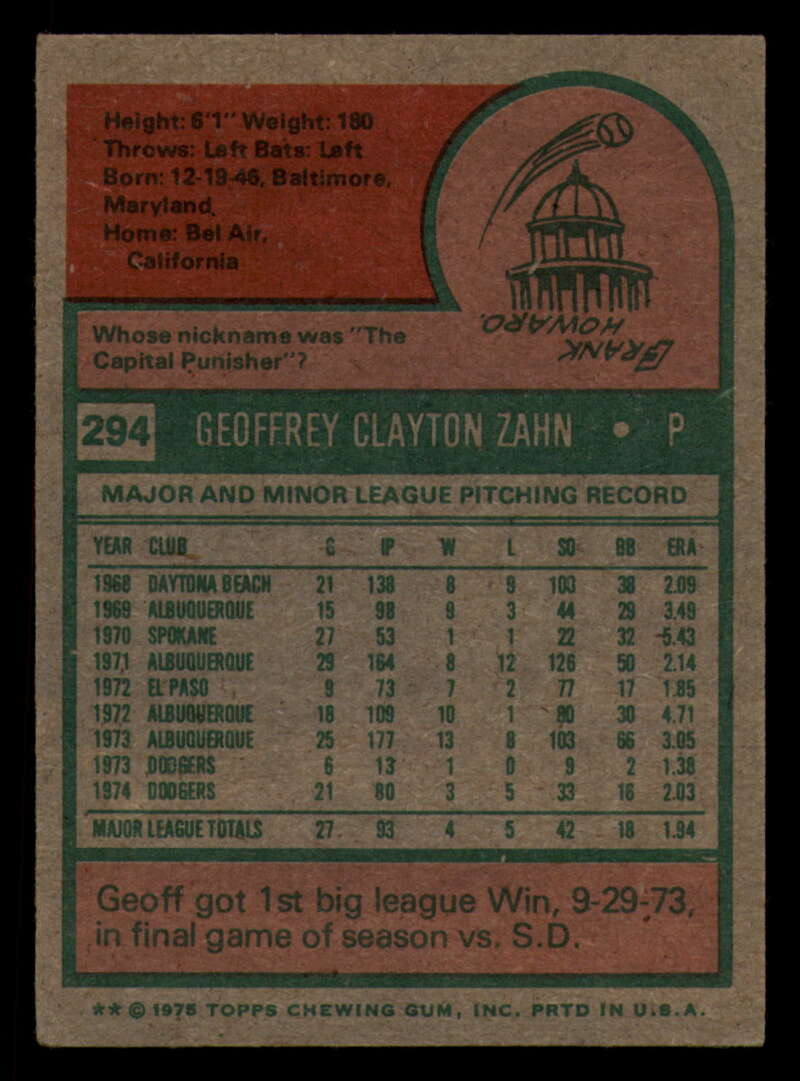 Height: 6'1" Weight: 180
Throws: Left Bats: Left
Born: 12-19-46, Baltimore,
Maryland.
Home: Bel Air,
California
Whose nickname was "The
Capital Punisher"?
FRANK
HOWARD.
294 GEOFFREY CLAYTON ZAHN • P
MAJOR AND MINOR LEAGUE PITCHING RECORD
YEAR CLUB G IP W L SO BB ERA
1968 DAYTONA BEACH 21 138 8 9 103 38 2.09
1969 ALBUQUERQUE 15 98 9 3 44 29 3.49
1970 SPOKANE 27 53 1 1 22 32 5.43
1971 ALBUQUERQUE 29 164 8 12 126 50 2.14
1972 EL PASO 9 73 7 2 77 17 1.85
1972 ALBUQUERQUE 18 109 10 1 80 30 4.71
1973 ALBUQUERQUE 25 177 13 8 103 66 3.05
1973 DODGERS 6 13 1 0 9 2 1.38
1974 DODGERS 21 80 3 5 33 16 2.03
MAJOR LEAGUE TOTALS 27 93 4 5 42 18 1.94
Geoff got 1st big league Win, 9-29-73,
in final game of season vs. S.D.
** © 1975 TOPPS CHEWING GUM, INC. PRTD IN U.S.A.